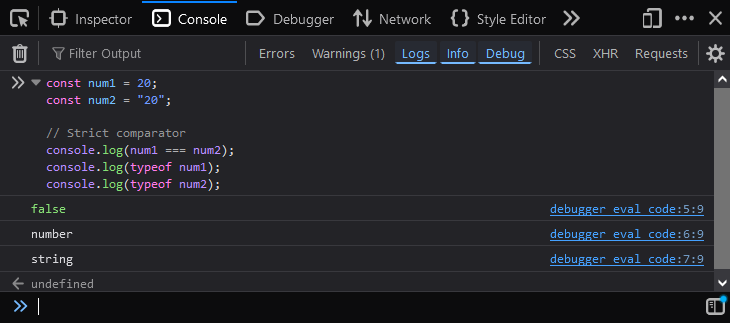 Inspector Console Debugger Network Style Editor
Filter Output Errors Warnings (1) Logs Info Debug CSS XHR Requests
const num1 = 20;
const num2 = "20";
// Strict comparator
console.log(num1 === num2);
console.log(typeof num1);
console.log(typeof num2);
false debugger eval code:5:9
number debugger eval code:6:9
string debugger eval code:7:9
undefined